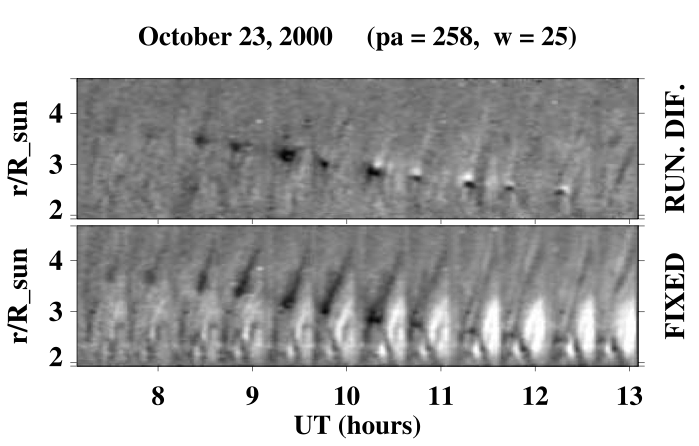 October 23, 2000 (pa = 258, w = 25)
r/R_sun
4
3
2
RUN. DIF.
r/R_sun
4
3
2
FIXED
8 9 10 11 12 13
UT (hours)